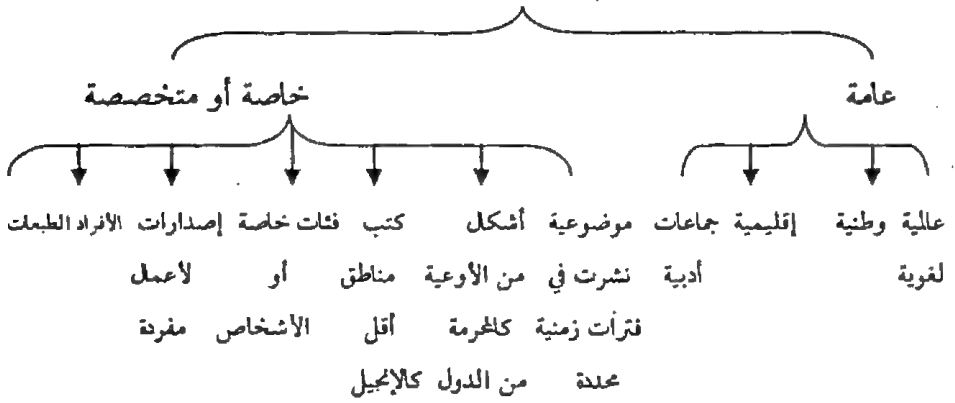 عامة خاصة أو متخصصة
عالمية وطنية إقليمية جماعات موضوعية أشكال كتب فئات خاصة إصدارات الأفراد الطبعات
لغوية أدبية نشرت في من الأوعية مناطق أو لأعمال
فترات زمنية كالمحرمة أقل الأشخاص مفردة
محددة من الدول كالإنجيل